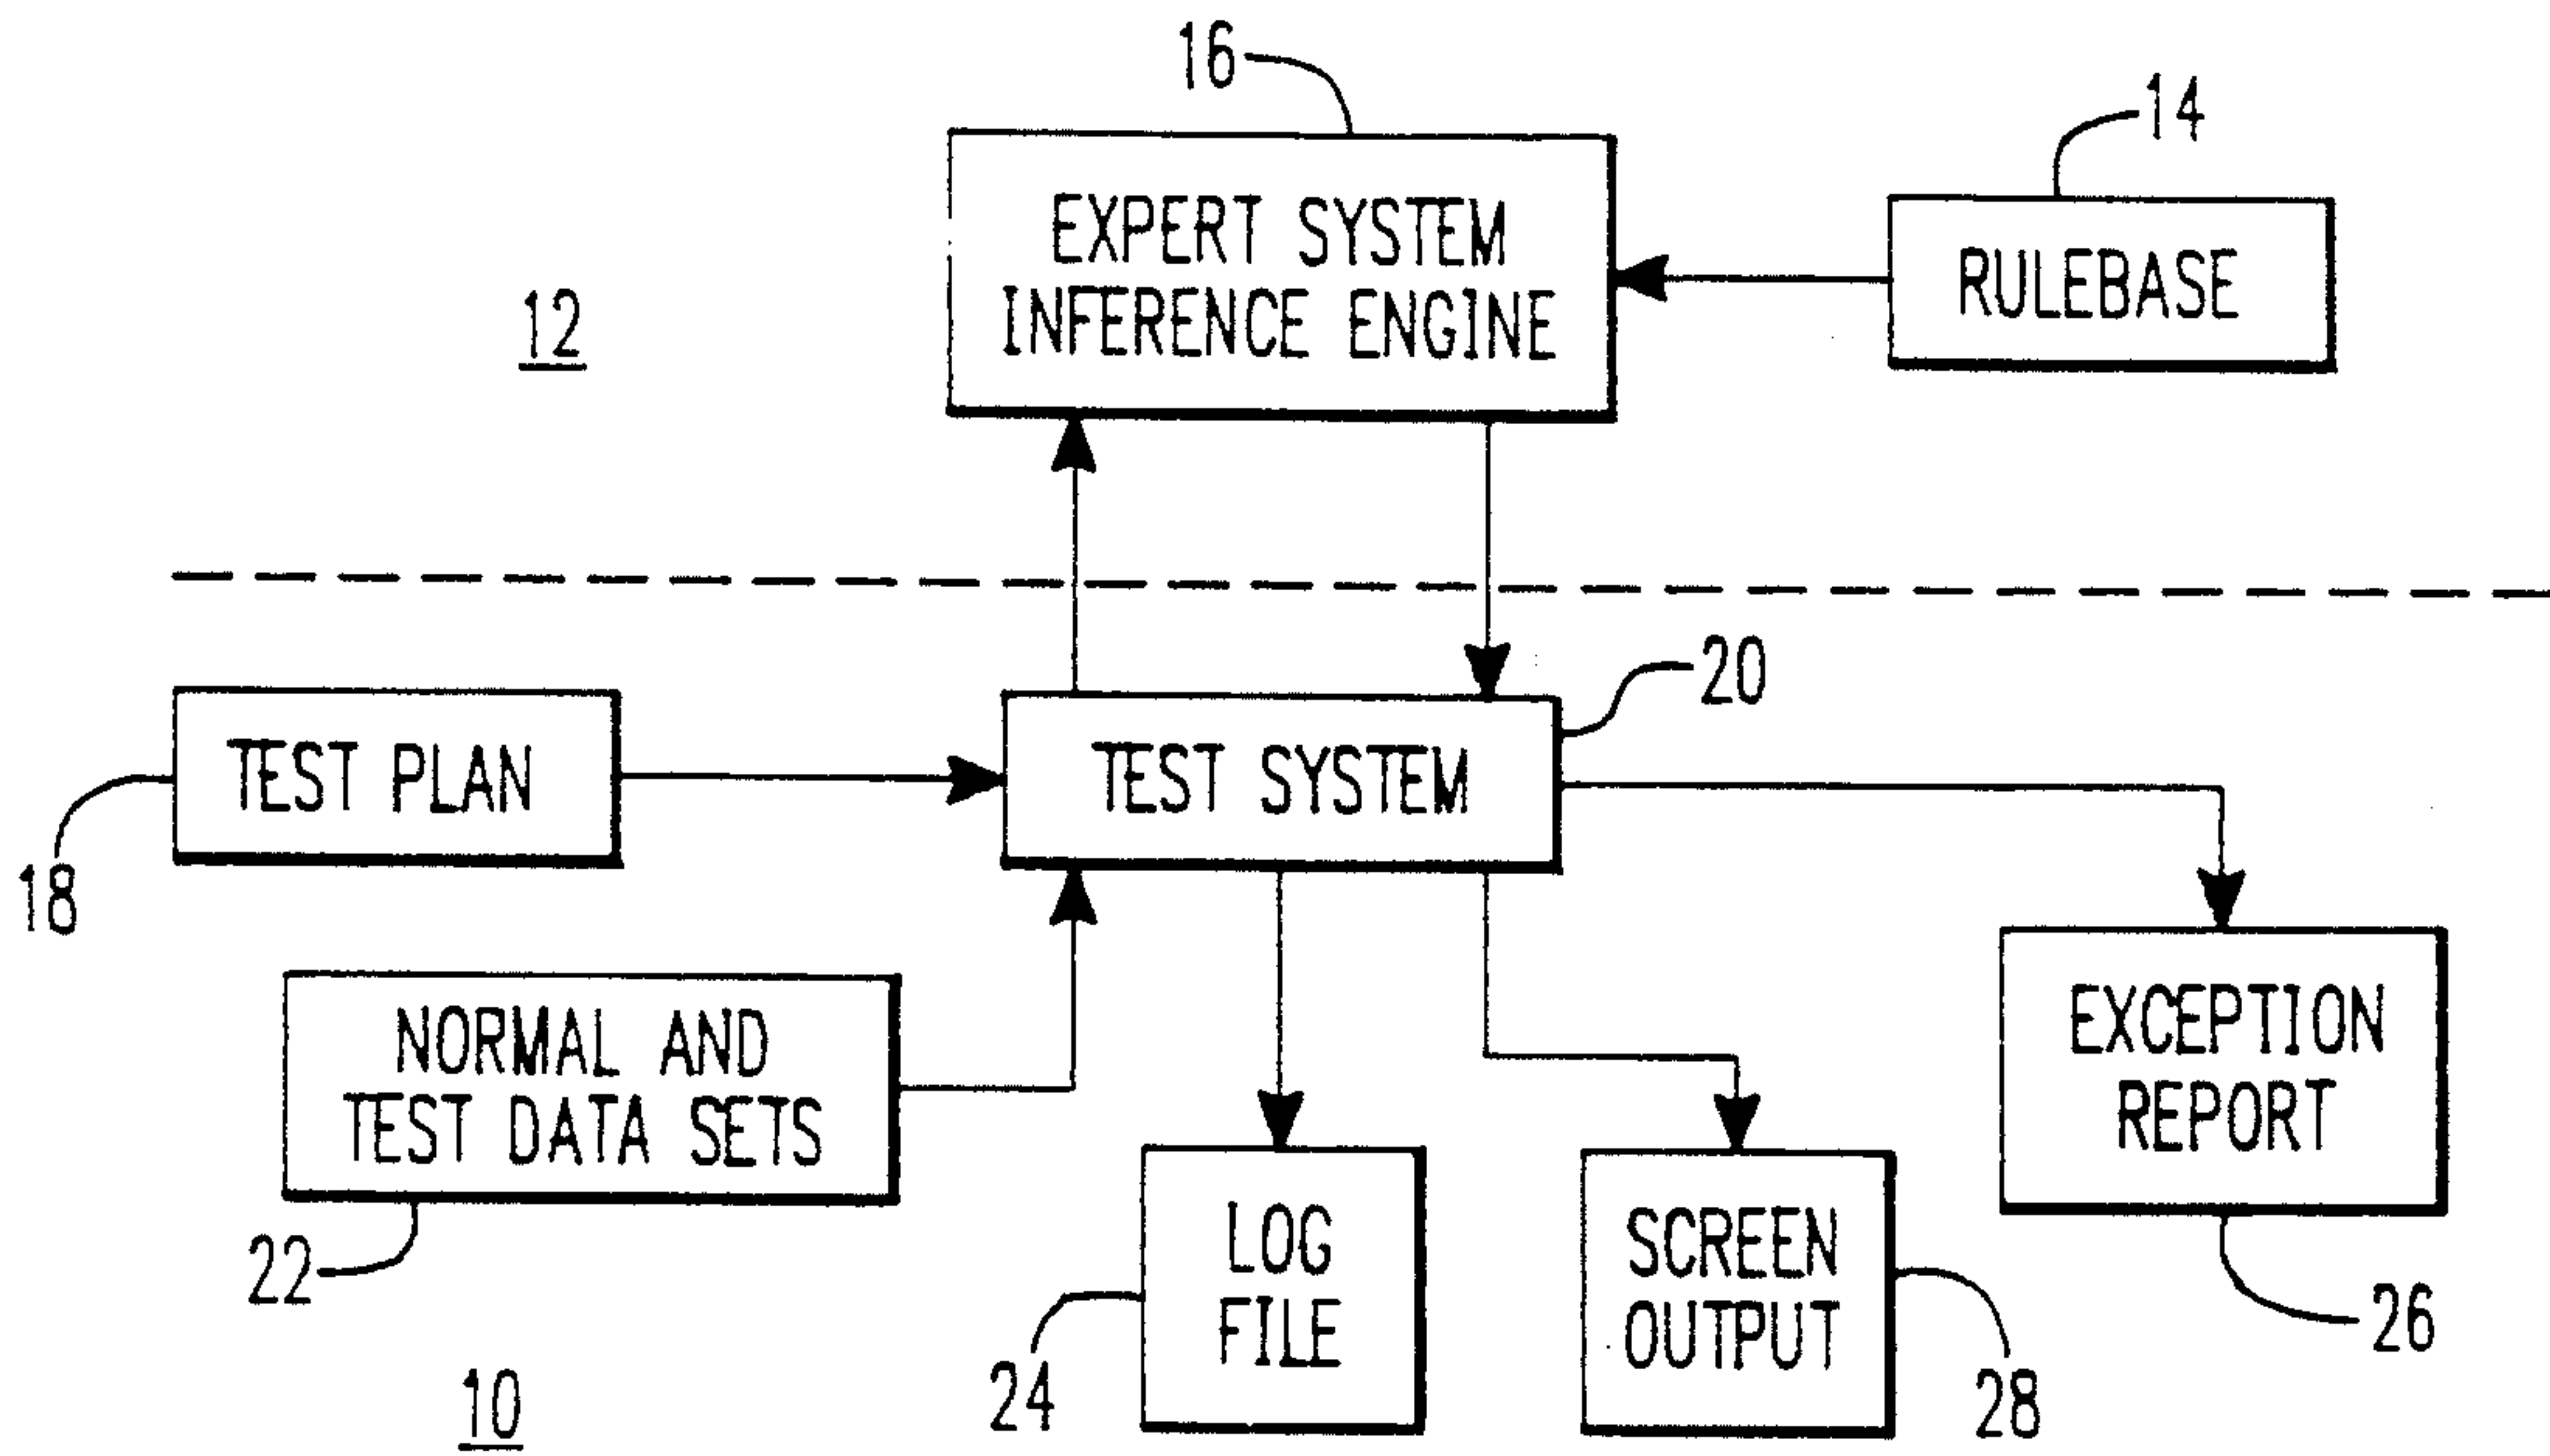 16
14
EXPERT SYSTEM
INFERENCE ENGINE
RULEBASE
12
20
TEST PLAN
TEST SYSTEM
18
NORMAL AND
TEST DATA SETS
EXCEPTION
REPORT
22
LOG
FILE
SCREEN
OUTPUT
26
24
28
10